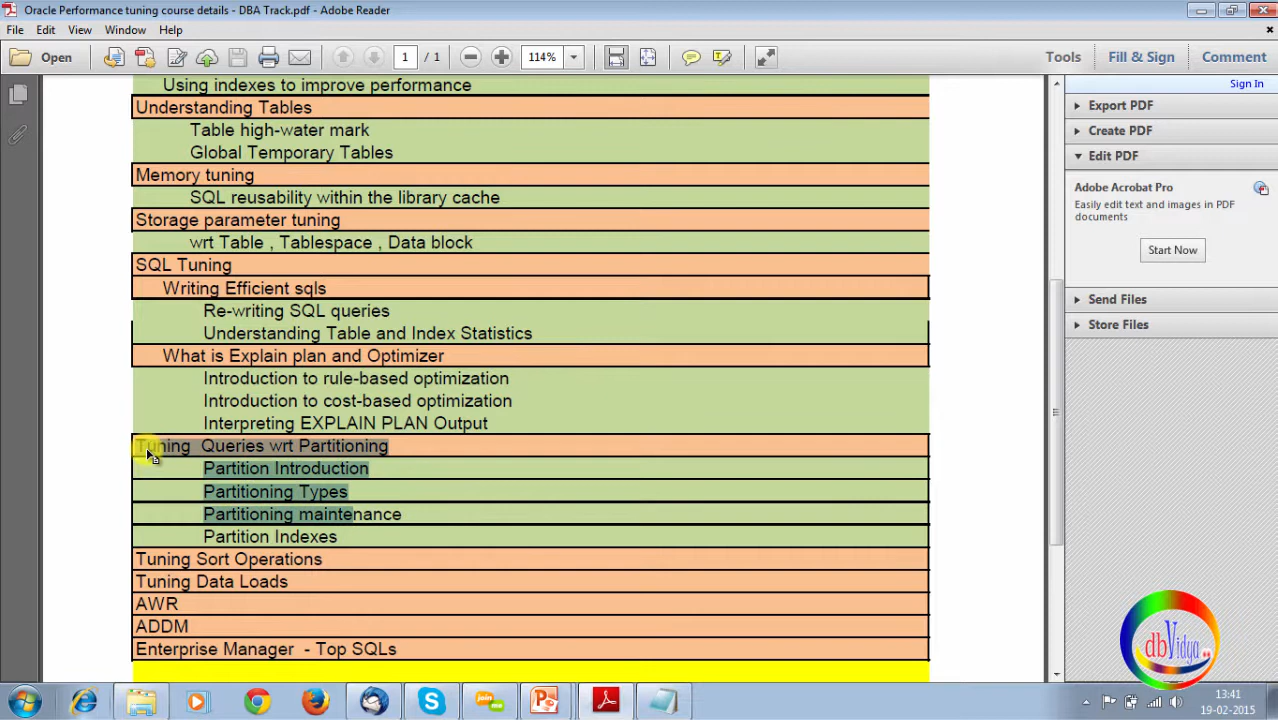 Oracle Performance tuning course details - DBA Track.pdf - Adobe Reader
File Edit View Window Help
Open 1 / 1 114% Tools Fill & Sign Comment
Sign In
Using indexes to improve performance
Understanding Tables
Table high-water mark
Global Temporary Tables
Memory tuning
SQL reusability within the library cache
Storage parameter tuning
wrt Table , Tablespace , Data block
SQL Tuning
Writing Efficient sqls
Re-writing SQL queries
Understanding Table and Index Statistics
What is Explain plan and Optimizer
Introduction to rule-based optimization
Introduction to cost-based optimization
Interpreting EXPLAIN PLAN Output
Tuning Queries wrt Partitioning
Partition Introduction
Partitioning Types
Partitioning maintenance
Partition Indexes
Tuning Sort Operations
Tuning Data Loads
AWR
ADDM
Enterprise Manager - Top SQLs
Export PDF
Create PDF
Edit PDF
Adobe Acrobat Pro
Easily edit text and images in PDF
documents
Start Now
Send Files
Store Files
dbVidya
join
me
13:41
19-02-2015